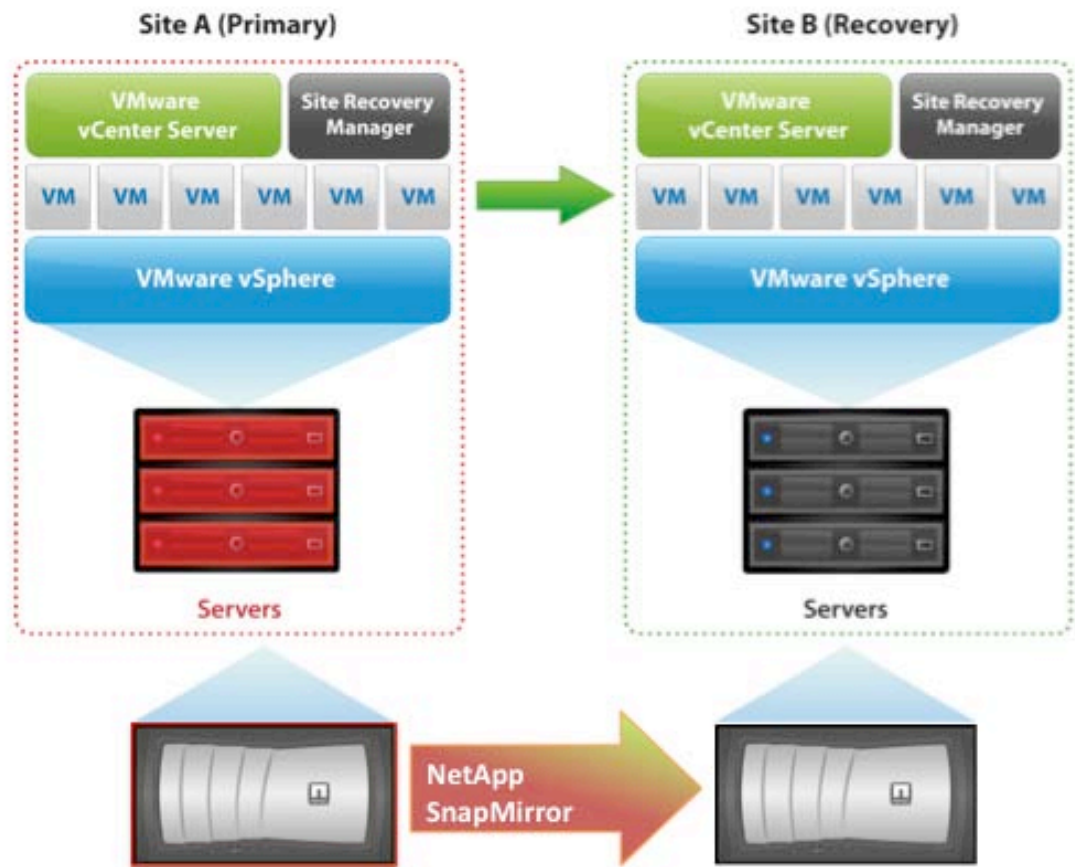 Site A (Primary)
Site B (Recovery)
VMware
vCenter Server
Site Recovery
Manager
VMware
vCenter Server
Site Recovery
Manager
VM VM VM VM VM VM
VM VM VM VM VM VM
VMware vSphere
VMware vSphere
Servers
Servers
NetApp
SnapMirror